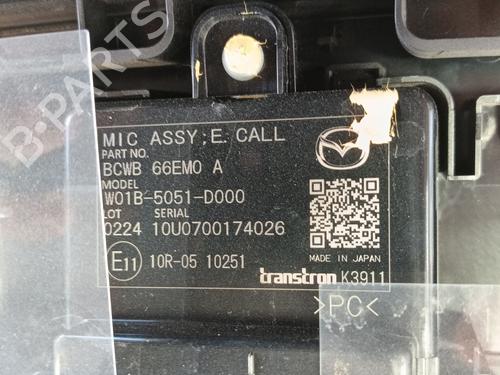 B-PARTS
MIC ASSY;E. CALL
PART NO.
BCWB 66EM0 A
MODEL
W01B-5051-D000
LOT SERIAL
0224 10U0700174026
E11 10R-05 10251
MADE IN JAPAN
transtron K3911
>PC<